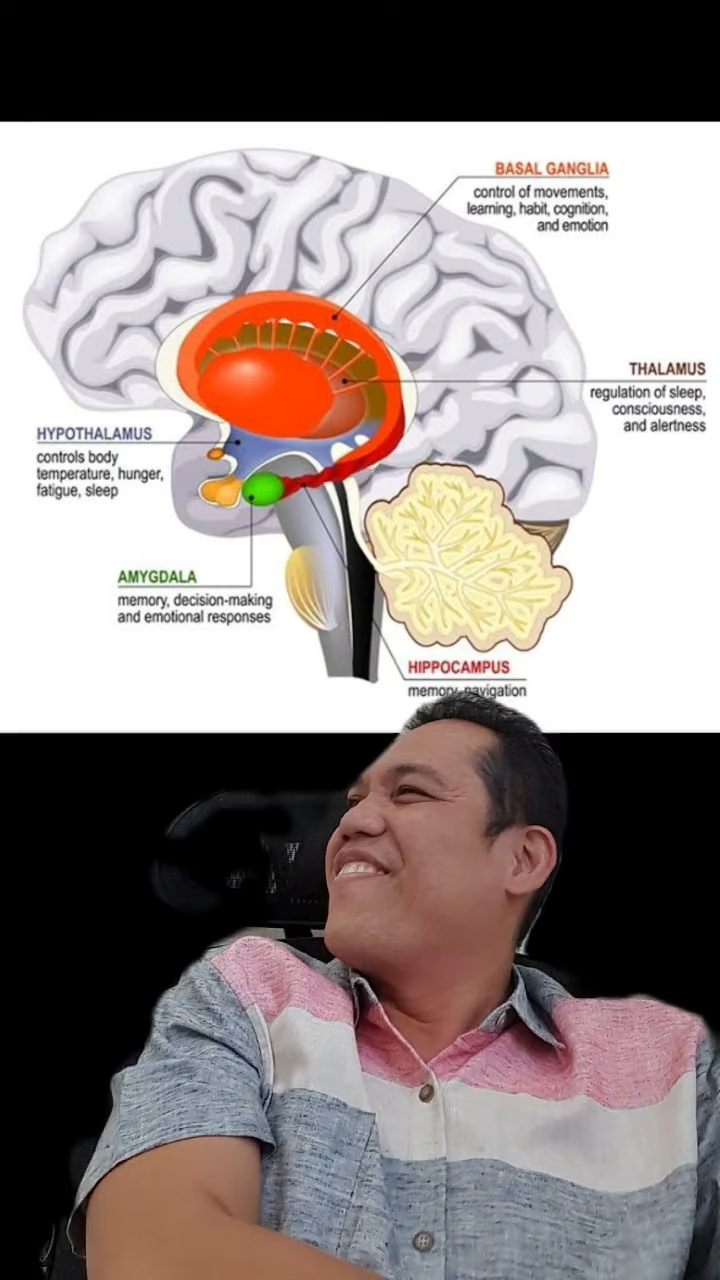 BASAL GANGLIA
control of movements,
learning, habit, cognition,
and emotion
THALAMUS
regulation of sleep,
consciousness,
and alertness
HYPOTHALAMUS
controls body
temperature, hunger,
fatigue, sleep
AMYGDALA
memory, decision-making
and emotional responses
HIPPOCAMPUS
memory, navigation